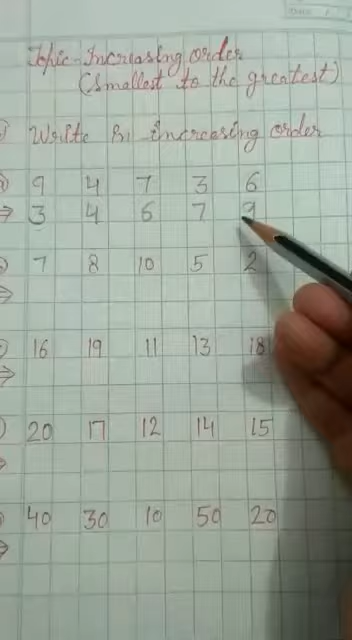 Topic-Increasing order
(Smallest to the greatest)
Write in increasing order
9 4 7 3 6
⇒ 3 4 6 7 9
7 8 10 5 2
⇒
16 19 11 13 18
⇒
20 17 12 14 15
⇒
40 30 10 50 20
⇒